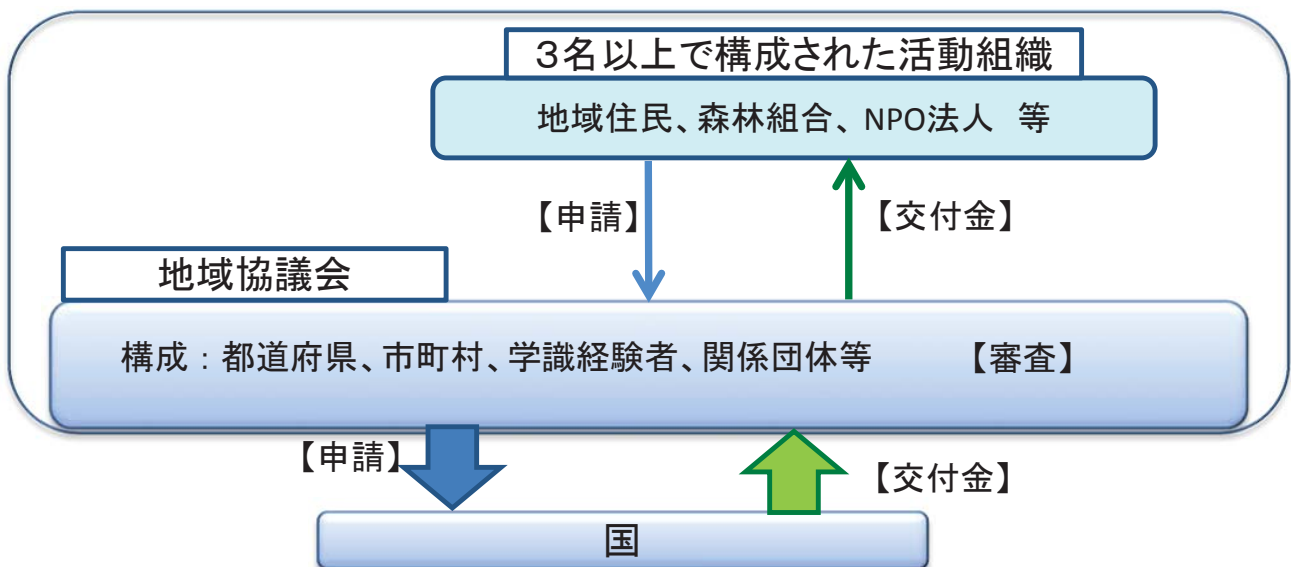 ３名以上で構成された活動組織
地域住民、森林組合、NPO法人　等
【申請】
【交付金】
地域協議会
構成：都道府県、市町村、学識経験者、関係団体等　【審査】
【申請】
【交付金】
国